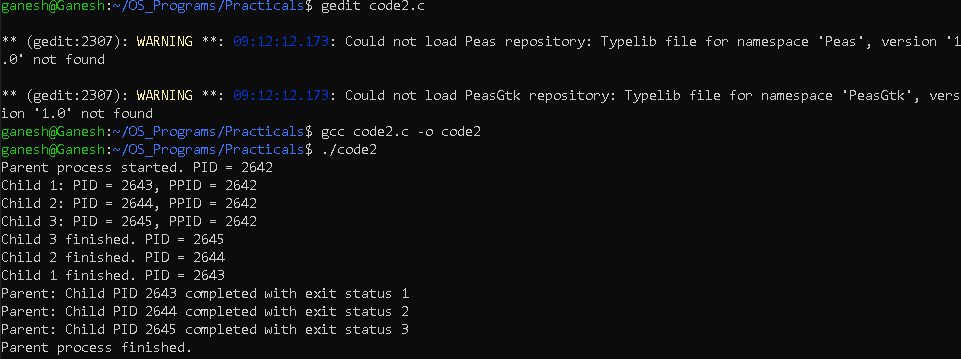 ganesh@Ganesh:~/OS_Programs/Practicals$ gedit code2.c
** (gedit:2307): WARNING **: 09:12:12.173: Could not load Peas repository: Typelib file for namespace 'Peas', version '1
.0' not found
** (gedit:2307): WARNING **: 09:12:12.173: Could not load PeasGtk repository: Typelib file for namespace 'PeasGtk', vers
ion '1.0' not found
ganesh@Ganesh:~/OS_Programs/Practicals$ gcc code2.c -o code2
ganesh@Ganesh:~/OS_Programs/Practicals$ ./code2
Parent process started. PID = 2642
Child 1: PID = 2643, PPID = 2642
Child 2: PID = 2644, PPID = 2642
Child 3: PID = 2645, PPID = 2642
Child 3 finished. PID = 2645
Child 2 finished. PID = 2644
Child 1 finished. PID = 2643
Parent: Child PID 2643 completed with exit status 1
Parent: Child PID 2644 completed with exit status 2
Parent: Child PID 2645 completed with exit status 3
Parent process finished.